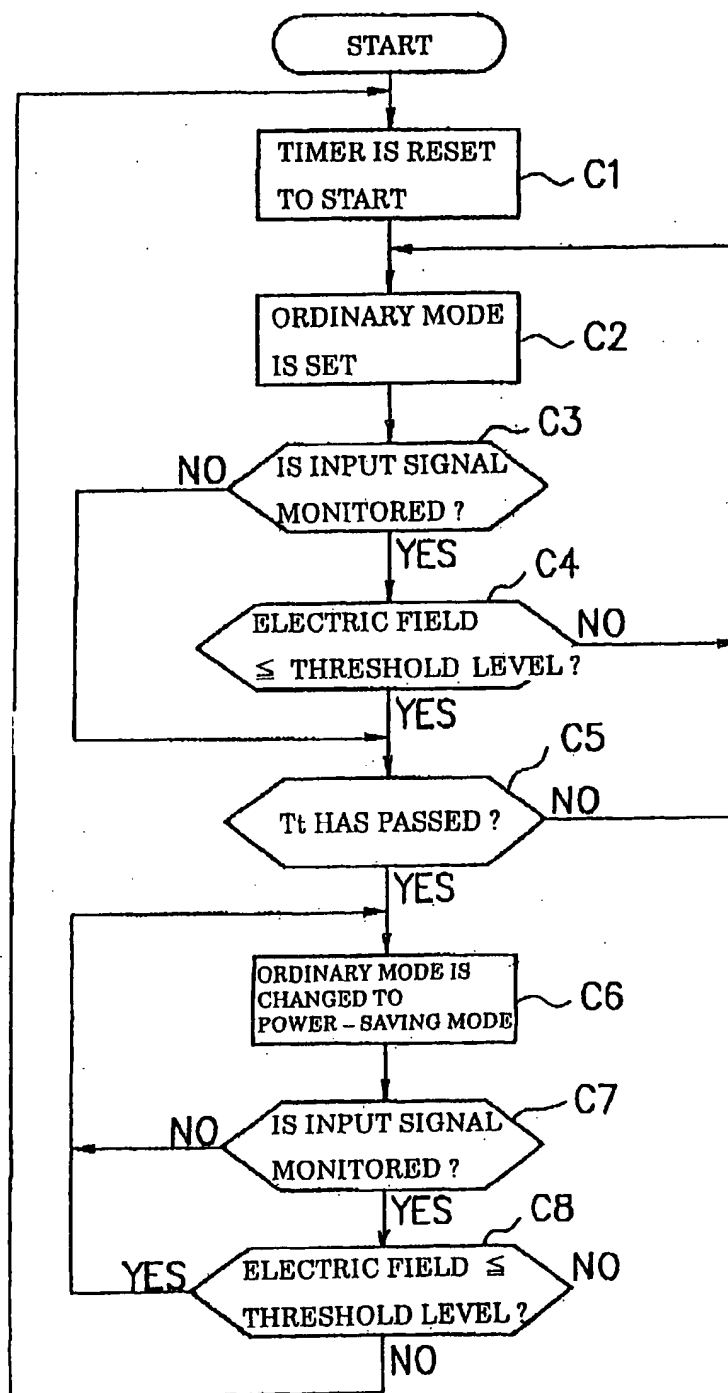 START
TIMER IS RESET
TO START
C1
ORDINARY MODE
IS SET
C2
C3
NO
IS INPUT SIGNAL
MONITORED ?
YES
C4
ELECTRIC FIELD
≦ THRESHOLD LEVEL ?
NO
YES
C5
Tt HAS PASSED ?
NO
YES
ORDINARY MODE IS
CHANGED TO
POWER – SAVING MODE
C6
C7
NO
IS INPUT SIGNAL
MONITORED ?
YES
C8
YES
ELECTRIC FIELD ≦
THRESHOLD LEVEL ?
NO
NO